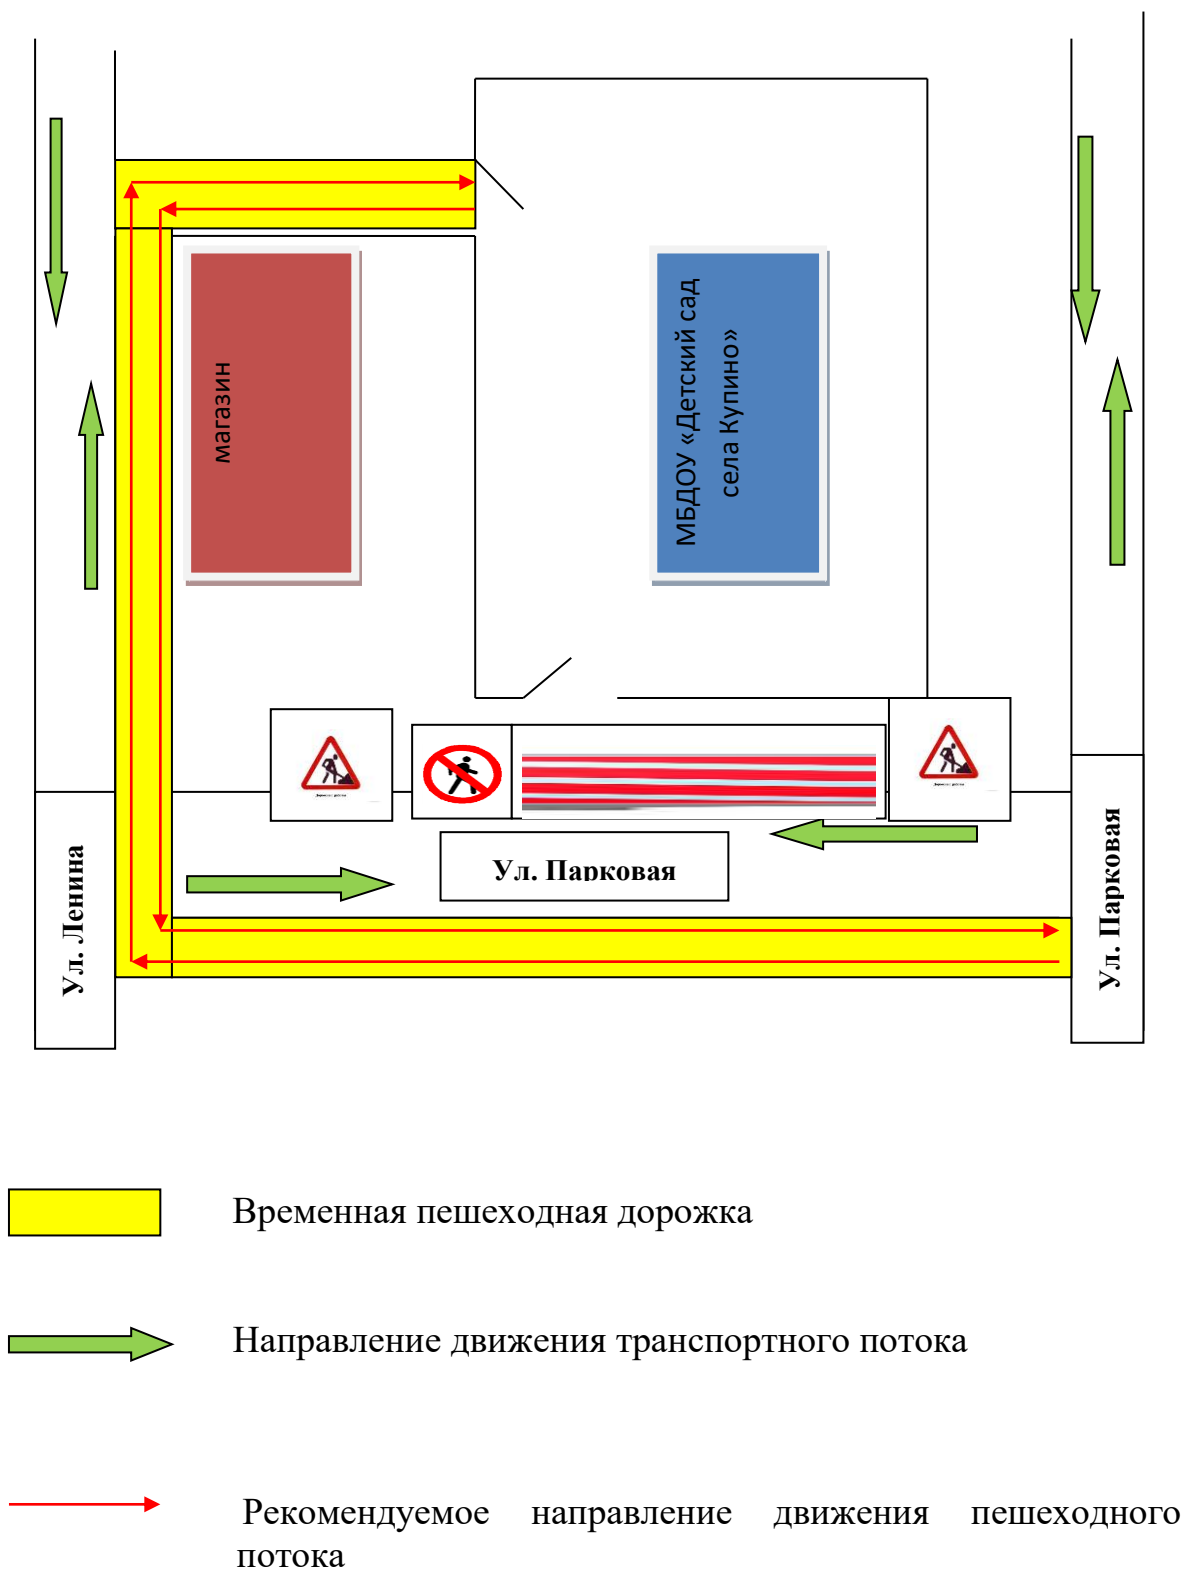 магазин
МБДОУ «Детский сад
села Купино»
Ул. Парковая
Ул. Ленина
Ул. Парковая
Временная пешеходная дорожка
Направление движения транспортного потока
Рекомендуемое направление движения пешеходного
потока